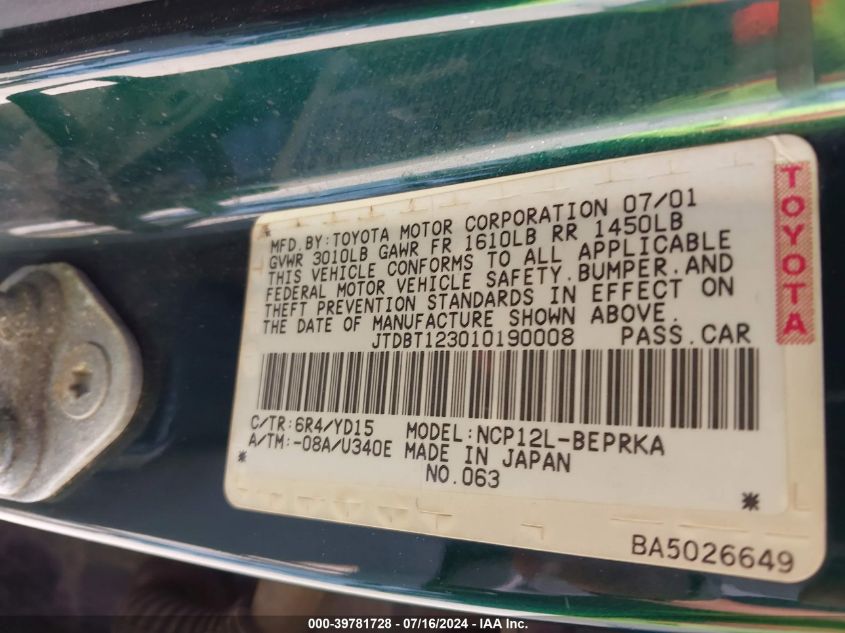 MFD.BY:TOYOTA MOTOR CORPORATION 07/01
GVWR 3010LB GAWR FR 1610LB RR 1450LB
THIS VEHICLE CONFORMS TO ALL APPLICABLE
FEDERAL MOTOR VEHICLE SAFETY,BUMPER,AND
THEFT PREVENTION STANDARDS IN EFFECT ON
THE DATE OF MANUFACTURE SHOWN ABOVE.
JTDBT123010190008 PASS.CAR
C/TR:6R4/YD15 MODEL:NCP12L-BEPRKA
A/TM:-08A/U340E MADE IN JAPAN
* NO.063 *
BA5026649
TOYOTA
000-39781728 - 07/16/2024 - IAA Inc.